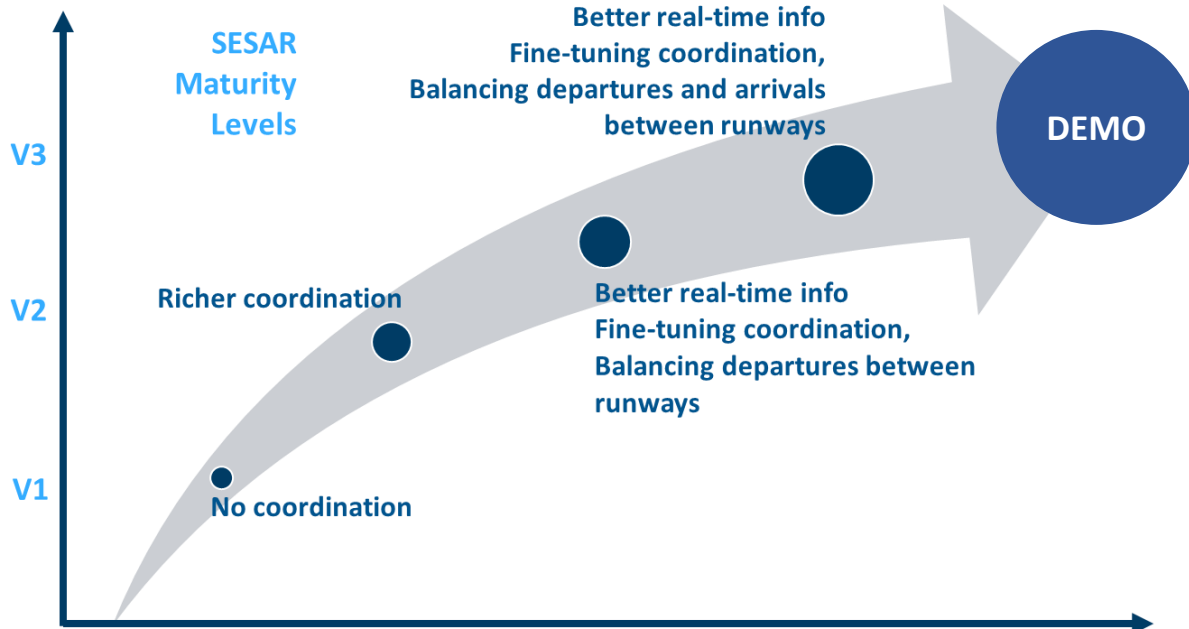 SESAR
Maturity
Levels
Better real-time info
Fine-tuning coordination,
Balancing departures and arrivals
between runways
DEMO
V3
V2
V1
Richer coordination
Better real-time info
Fine-tuning coordination,
Balancing departures between
runways
No coordination